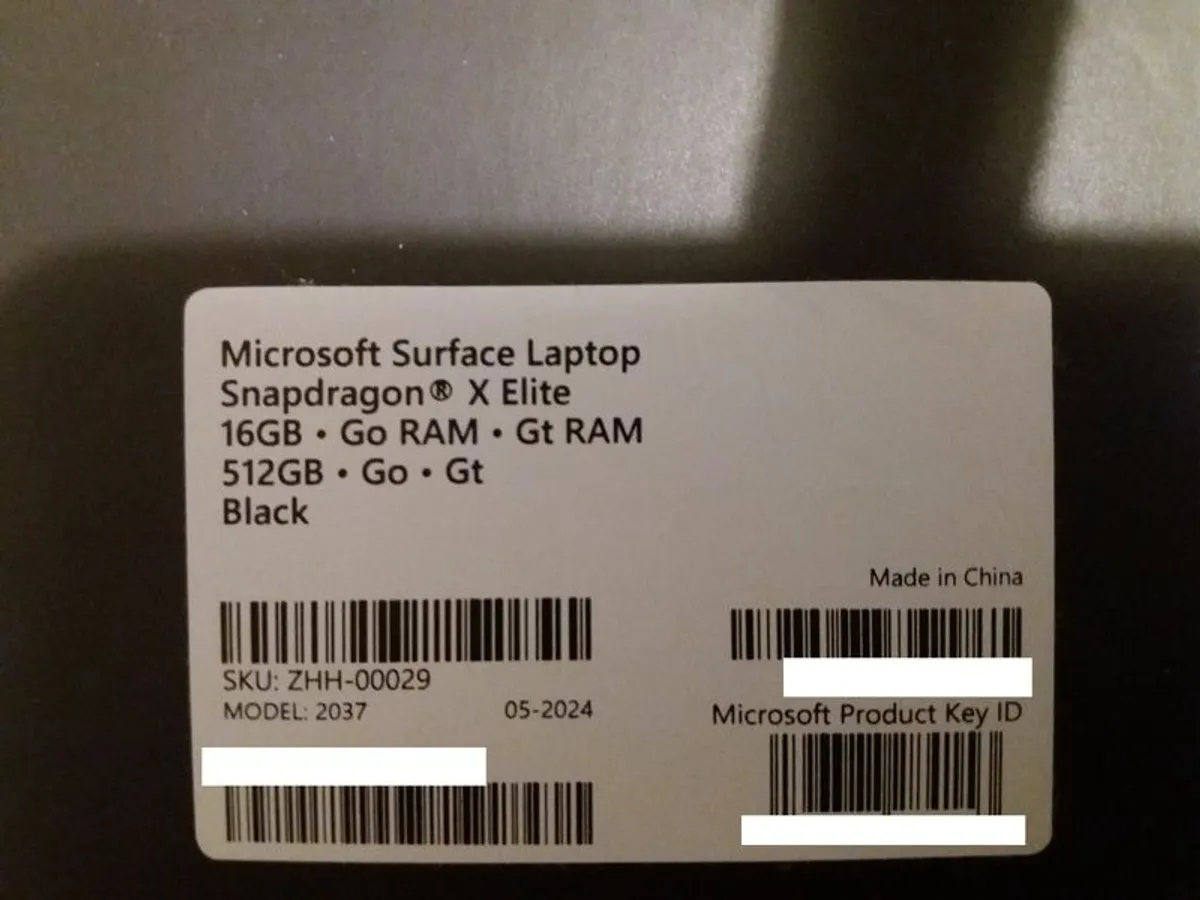 Microsoft Surface Laptop
Snapdragon® X Elite
16GB • Go RAM • Gt RAM
512GB • Go • Gt
Black
Made in China
SKU: ZHH-00029
MODEL: 2037 05-2024
Microsoft Product Key ID